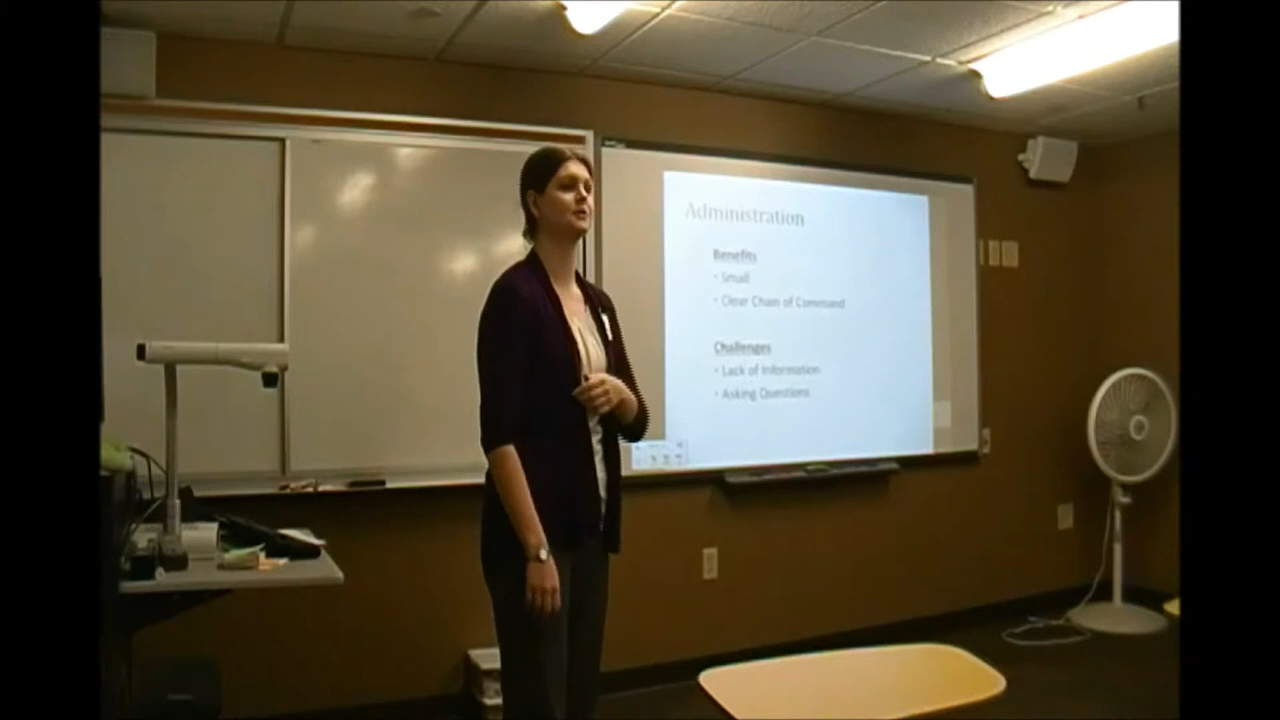 Administration
Benefits
• Small
• Clear Chain of Command
Challenges
• Lack of Information
• Asking Questions